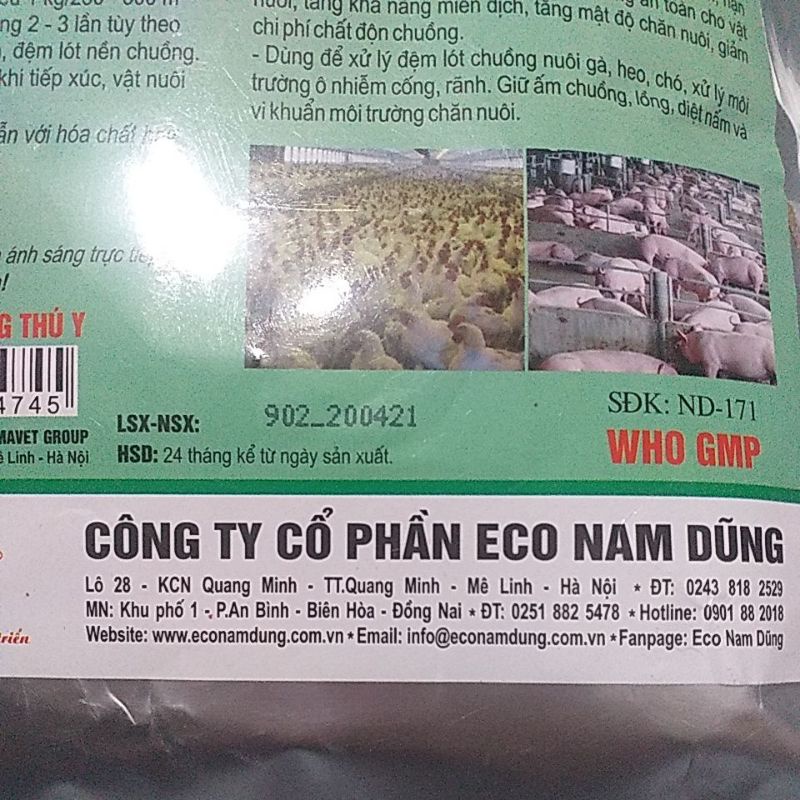 ng 2 - 3 lần tùy theo
đệm lót nền chuồng.
khi tiếp xúc, vật nuôi
ẫn với hóa chất
ánh sáng trực
G THÚ Y
4745
MAVET GROUP
Linh - Hà Nội
nuôi, tăng khả năng miễn dịch, tăng mật độ chăn nuôi, giảm
chi phí chất độn chuồng.
- Dùng để xử lý đệm lót chuồng nuôi gà, heo, chó, xử lý môi
trường ô nhiễm cống, rãnh. Giữ ấm chuồng, lồng, diệt nấm và
vi khuẩn môi trường chăn nuôi.
LSX-NSX: 902_200421
HSD: 24 tháng kể từ ngày sản xuất.
SĐK: ND-171
WHO GMP
CÔNG TY CỔ PHẦN ECO NAM DŨNG
Lô 28 - KCN Quang Minh - TT.Quang Minh - Mê Linh - Hà Nội * ĐT: 0243 818 2529
MN: Khu phố 1 - P.An Bình - Biên Hòa - Đồng Nai * ĐT: 0251 882 5478 * Hotline: 0901 88 2018
Website: www.econamdung.com.vn * Email: info@econamdung.com.vn * Fanpage: Eco Nam Dũng